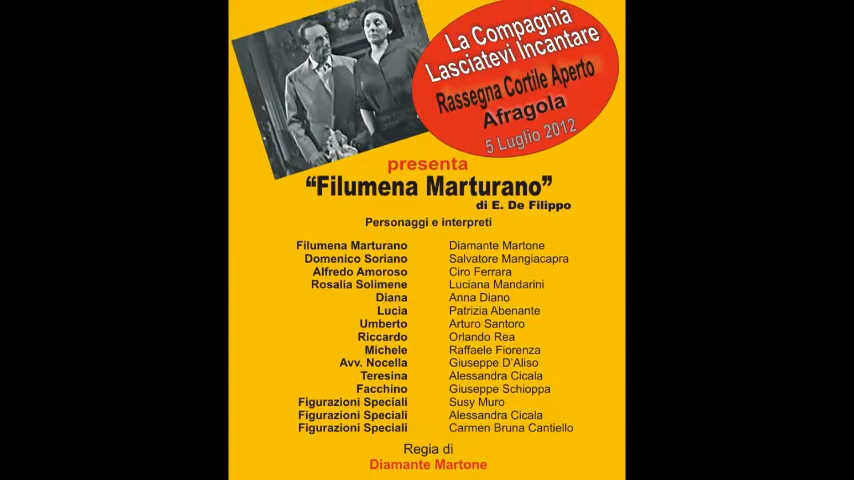 La Compagnia
Lasciatevi Incantare
Rassegna Cortile Aperto
Afragola
5 Luglio 2012
presenta
“Filumena Marturano”
di E. De Filippo
Personaggi e interpreti
Filumena Marturano Diamante Martone
Domenico Soriano Salvatore Mangiacapra
Alfredo Amoroso Ciro Ferrara
Rosalia Solimene Luciana Mandarini
Diana Anna Diano
Lucia Patrizia Abenante
Umberto Arturo Santoro
Riccardo Orlando Rea
Michele Raffaele Fiorenza
Avv. Nocella Giuseppe D'Aliso
Teresina Alessandra Cicala
Facchino Giuseppe Schioppa
Figurazioni Speciali Susy Muro
Figurazioni Speciali Alessandra Cicala
Figurazioni Speciali Carmen Bruna Cantiello
Regia di
Diamante Martone